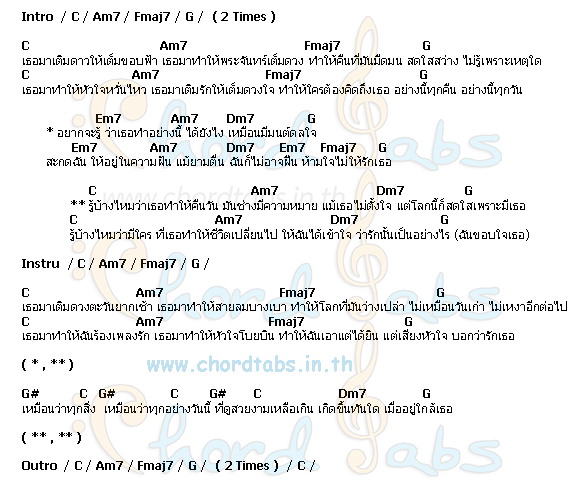 Intro / C / Am7 / Fmaj7 / G / ( 2 Times )
C Am7 Fmaj7 G
เธอมาเติมดาวให้เต็มขอบฟ้า เธอมาทำให้พระจันทร์เต็มดวง ทำให้คืนที่มันมืดมน สดใสสว่าง ไม่รู้เพราะเหตุใด
C Am7 Fmaj7 G
เธอมาทำให้หัวใจหวั่นไหว เธอมาเติมรักให้เต็มดวงใจ ทำให้ใครต้องคิดถึงเธอ อย่างนี้ทุกคืน อย่างนี้ทุกวัน
Em7 Am7 Dm7 G
* อยากจะรู้ ว่าเธอทำอย่างนี้ ได้ยังไง เหมือนมีมนต์ดลใจ
Em7 Am7 Dm7 Em7 Fmaj7 G
สะกดฉัน ให้อยู่ในความฝัน แม้ยามตื่น ฉันก็ไม่อาจฝืน ห้ามใจไม่ให้รักเธอ
C Am7 Dm7 G
** รู้บ้างไหมว่าเธอทำให้คืนวัน มันช่างมีความหมาย แม้เธอไม่ตั้งใจ แต่โลกนี้ก็สดใสเพราะมีเธอ
C Am7 Dm7 G
รู้บ้างไหมว่ามีใคร ที่เธอทำให้ชีวิตเปลี่ยนไป ให้ฉันได้เข้าใจ ว่ารักนั้นเป็นอย่างไร (ฉันขอบใจเธอ)
Instru / C / Am7 / Fmaj7 / G /
C Am7 Fmaj7 G
เธอมาเติมดวงตะวันยามเช้า เธอมาทำให้สายลมบางเบา ทำให้โลกที่มันว่างเปล่า ไม่เหมือนวันเก่า ไม่เหงาอีกต่อไป
C Am7 Fmaj7 G
เธอมาทำให้ฉันร้องเพลงรัก เธอมาทำให้หัวใจโบยบิน ทำให้ฉันเอาแต่ได้ยิน แต่เสียงหัวใจ บอกว่ารักเธอ
( * , ** )
www.chordtabs.in.th
G# C G# C G# C Dm7 G
เหมือนว่าทุกสิ่ง เหมือนว่าทุกอย่างวันนี้ ที่ดูสวยงามเหลือเกิน เกิดขึ้นทันใด เมื่ออยู่ใกล้เธอ
( ** , ** )
Outro / C / Am7 / Fmaj7 / G / ( 2 Times ) / C /